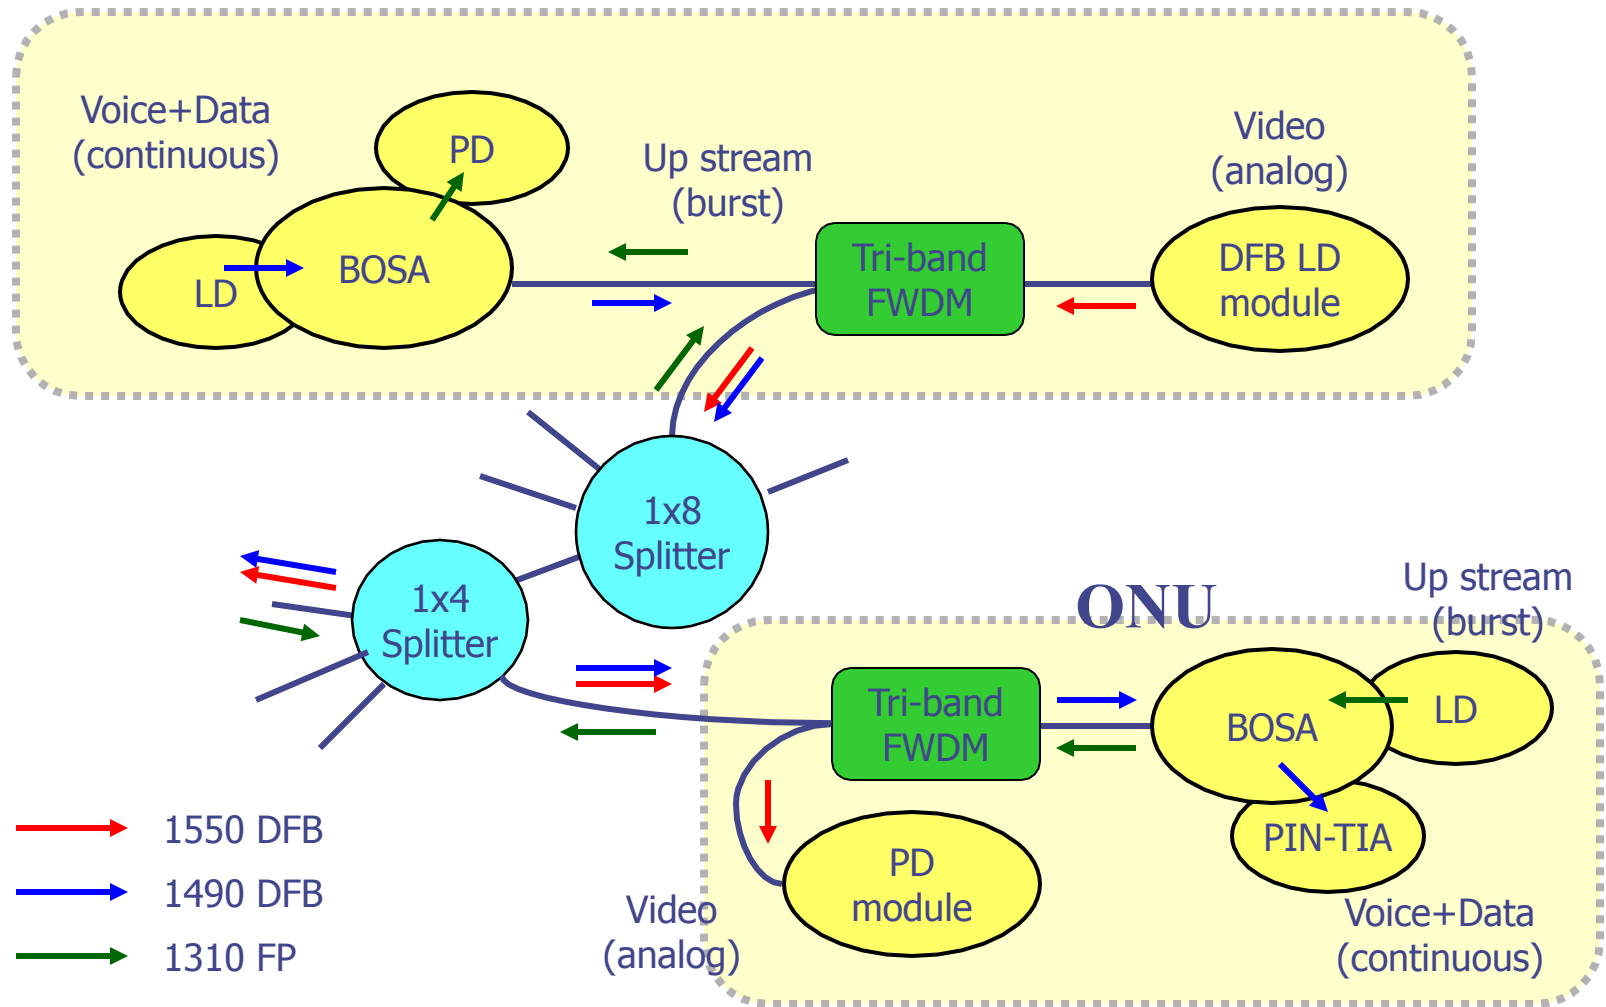 Voice+Data
(continuous)
PD
Up stream
(burst)
Video
(analog)
LD
BOSA
Tri-band
FWDM
DFB LD
module
1x8
Splitter
1x4
Splitter
ONU
Up stream
(burst)
Tri-band
FWDM
BOSA
LD
PIN-TIA
PD
module
Video
(analog)
Voice+Data
(continuous)
1550 DFB
1490 DFB
1310 FP